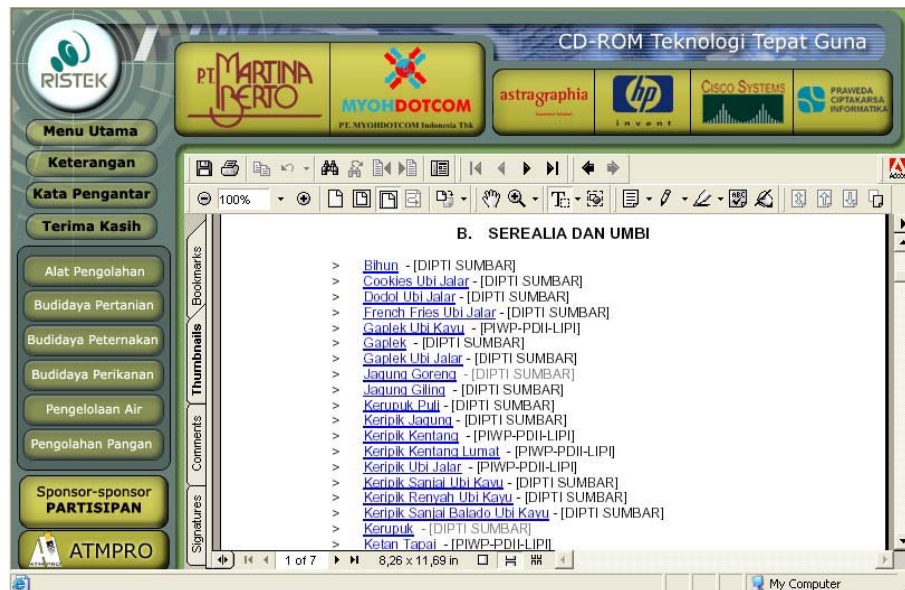 RISTEK
CD-ROM Teknologi Tepat Guna
P.T. MARTINA
BERTO
MYOHDOTCOM
PT. MYOHDOTCOM Indonesia Tbk
astragraphia
hp
invent
CISCO SYSTEMS
PRAWEDA
CIPTAKARSA
INFORMATIKA
Menu Utama
Keterangan
Kata Pengantar
Terima Kasih
Alat Pengolahan
Budidaya Pertanian
Budidaya Peternakan
Budidaya Perikanan
Pengelolaan Air
Pengolahan Pangan
Sponsor-sponsor
PARTISIPAN
ATMPRO
100%
Bookmarks
Thumbnails
Comments
Signatures
B. SEREALIA DAN UMBI
> Bihun - [DIPTI SUMBAR]
> Cookies Ubi Jalar - [DIPTI SUMBAR]
> Dodol Ubi Jalar - [DIPTI SUMBAR]
> French Fries Ubi Jalar - [DIPTI SUMBAR]
> Gaplek Ubi Kayu - [PIWP-PDII-LIPI]
> Gaplek - [DIPTI SUMBAR]
> Gaplek Ubi Jalar - [DIPTI SUMBAR]
> Jagung Goreng - [DIPTI SUMBAR]
> Jagung Giling - [DIPTI SUMBAR]
> Kerupuk Puli - [DIPTI SUMBAR]
> Keripik Jagung - [DIPTI SUMBAR]
> Keripik Kentang - [PIWP-PDII-LIPI]
> Keripik Kentang Lumat - [PIWP-PDII-LIPI]
> Keripik Ubi Jalar - [PIWP-PDII-LIPI]
> Keripik Sanjai Ubi Kayu - [DIPTI SUMBAR]
> Keripik Renyah Ubi Kayu - [DIPTI SUMBAR]
> Keripik Sanjai Balado Ubi Kayu - [DIPTI SUMBAR]
> Kerupuk - [DIPTI SUMBAR]
> Ketan Tapai - [PIWP-PDII-LIPI]
1 of 7
8,26 x 11,69 in
My Computer